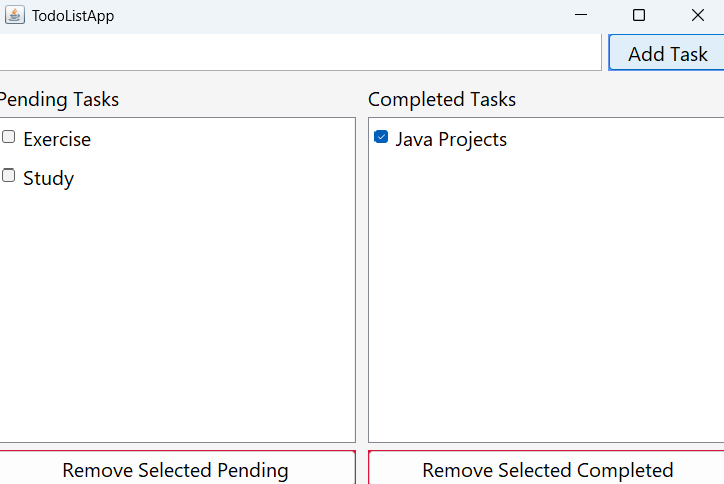 TodoListApp
Add Task
Pending Tasks
Completed Tasks
Exercise
Study
Java Projects
Remove Selected Pending
Remove Selected Completed